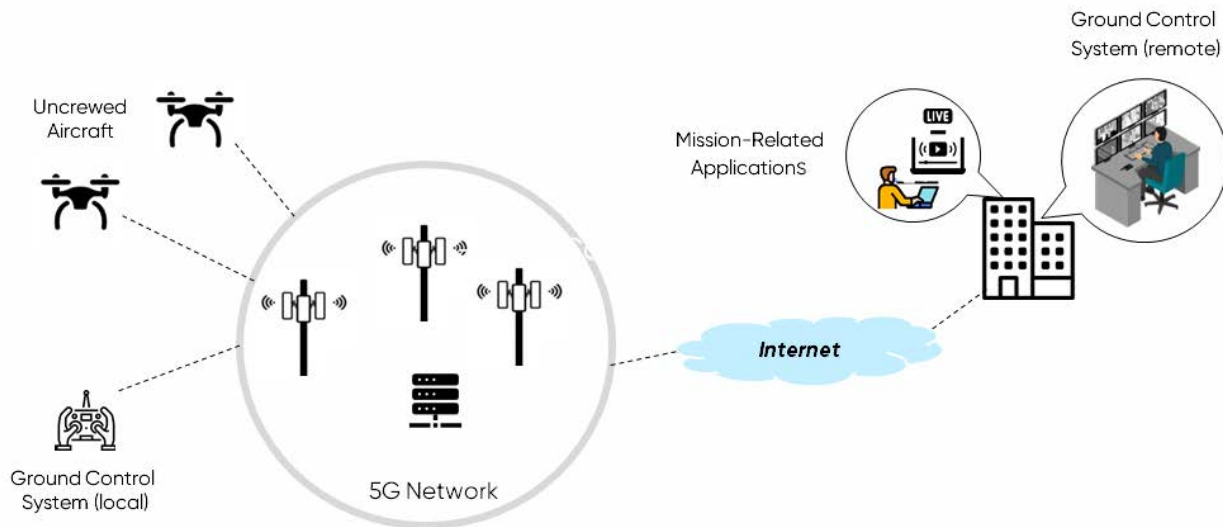 Ground Control
System (remote)
Uncrewed
Aircraft
LIVE
Mission-Related
Applications
Internet
5G Network
Ground Control
System (local)